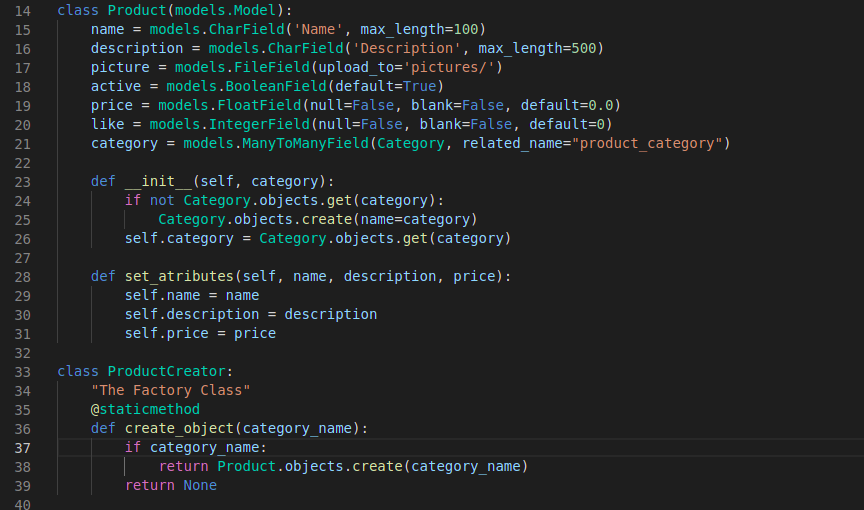 14 class Product(models.Model):
15     name = models.CharField('Name', max_length=100)
16     description = models.CharField('Description', max_length=500)
17     picture = models.FileField(upload_to='pictures/')
18     active = models.BooleanField(default=True)
19     price = models.FloatField(null=False, blank=False, default=0.0)
20     like = models.IntegerField(null=False, blank=False, default=0)
21     category = models.ManyToManyField(Category, related_name="product_category")
22
23     def __init__(self, category):
24         if not Category.objects.get(category):
25             Category.objects.create(name=category)
26         self.category = Category.objects.get(category)
27
28     def set_atributes(self, name, description, price):
29         self.name = name
30         self.description = description
31         self.price = price
32
33 class ProductCreator:
34     "The Factory Class"
35     @staticmethod
36     def create_object(category_name):
37         if category_name:
38             return Product.objects.create(category_name)
39         return None
40